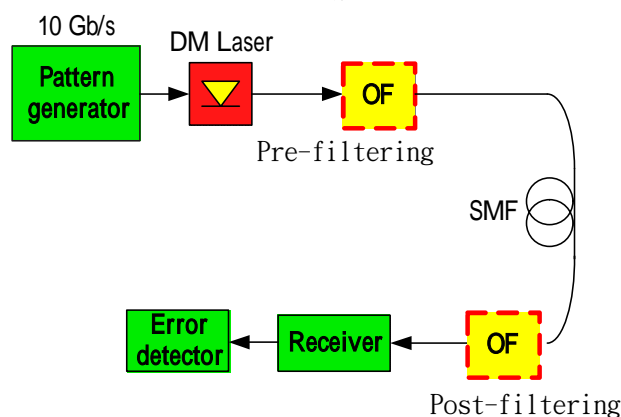 10 Gb/s
Pattern
generator
DM Laser
OF
Pre-filtering
SMF
Error
detector
Receiver
OF
Post-filtering